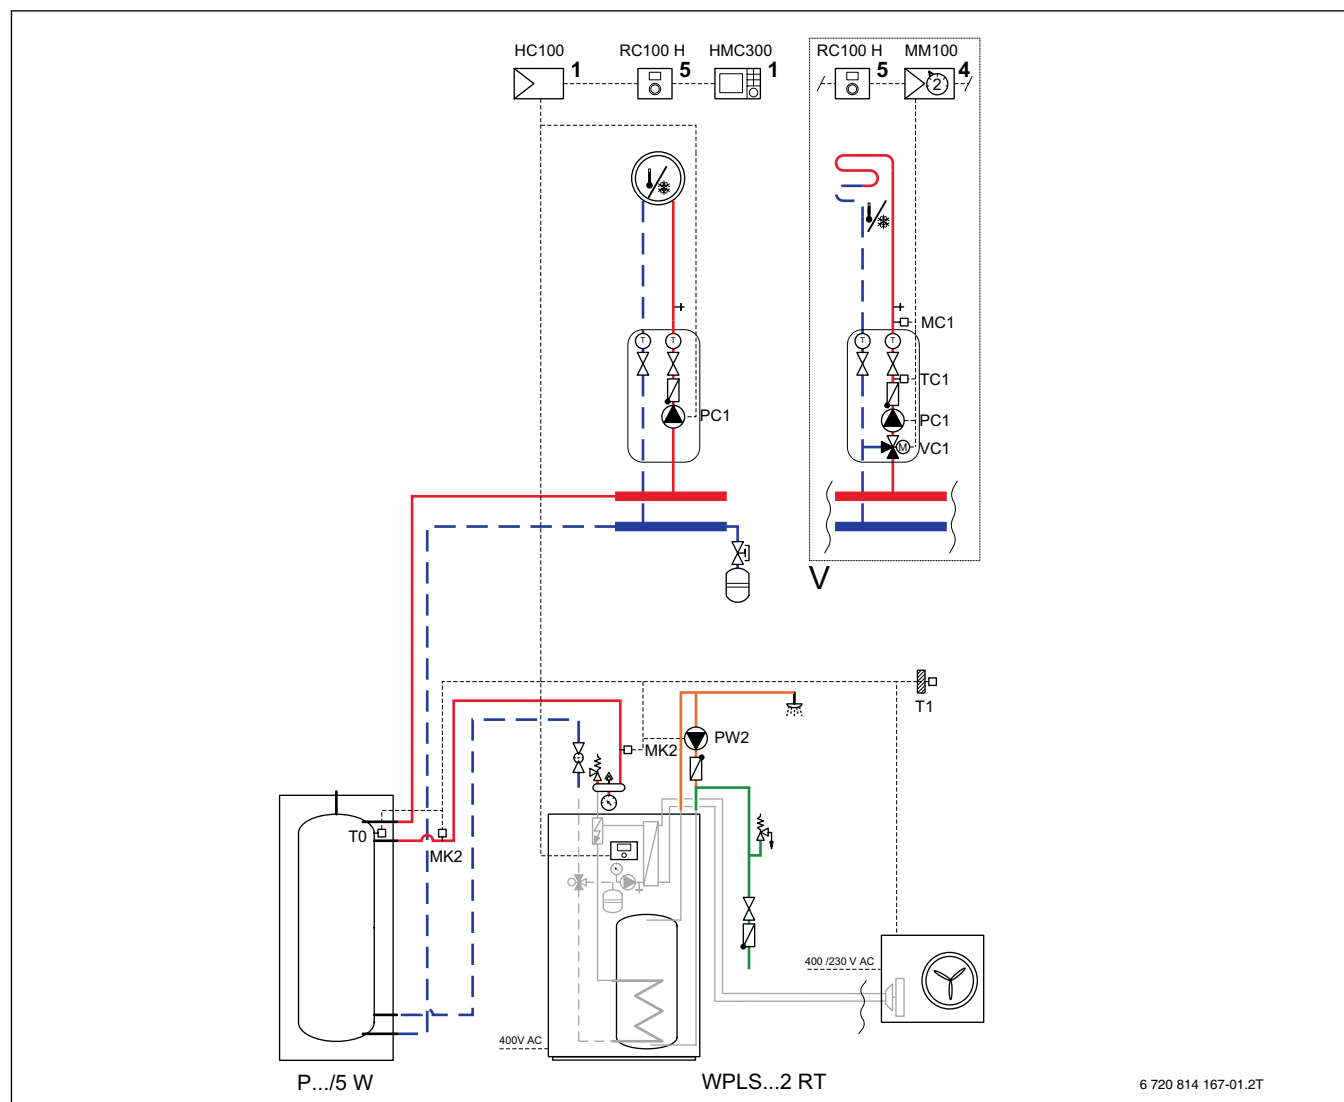 HC100
RC100 H
HMC300
RC100 H
MM100
1
5
1
5
4
2
MC1
T
T
T
T
TC1
PC1
PC1
M
VC1
V
T1
PW2
MK2
T0
MK2
400 /230 V AC
400V AC
P.../5 W
WPLS...2 RT
6 720 814 167-01.2T